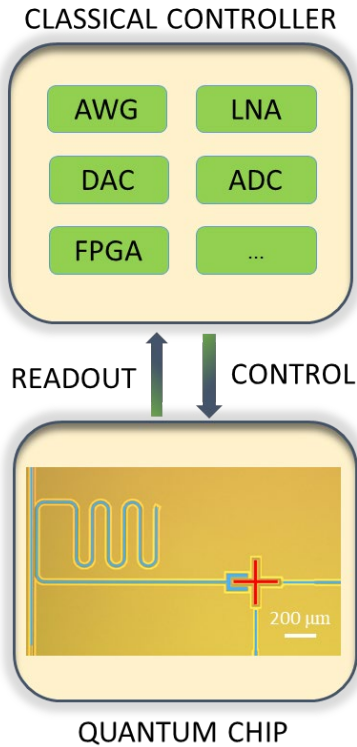 CLASSICAL CONTROLLER
AWG LNA
DAC ADC
FPGA ...
READOUT CONTROL
200 μm
QUANTUM CHIP